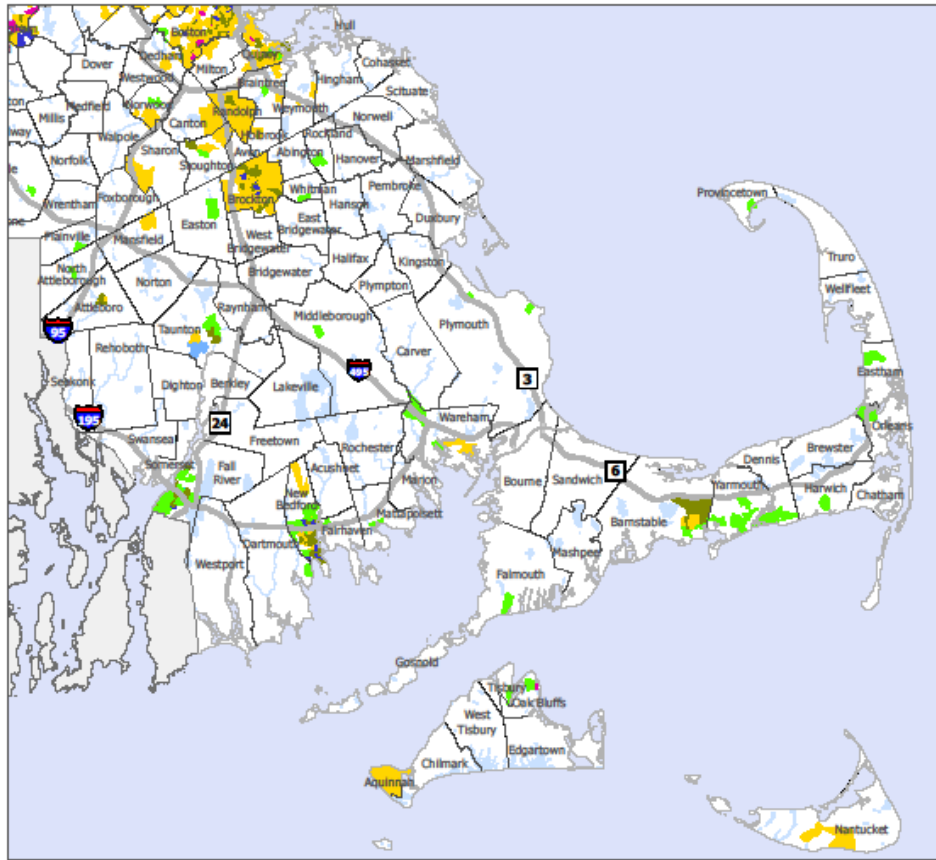 Hull
Boston
Cohasset
Dedham
Quincy
Dover
Milton
Westwood
Braintree
Hingham
Scituate
ton
Medfield
Norwood
Randolph
Weymouth
Millis
Canton
Norwell
way
Walpole
Holbrook
Rockland
Sharon
Avon
Abington
Norfolk
Stoughton
Hanover
Marshfield
Wrentham
Foxborough
Brockton
Whitman
Pembroke
Provincetown
Hanson
Easton
East
Bridgewater
Duxbury
Plainville
Mansfield
West
Bridgewater
Halifax
Truro
North
Attleborough
Norton
Bridgewater
Kingston
Plympton
Wellfleet
Attleboro
Raynham
Middleborough
Plymouth
95
Taunton
Rehoboth
Carver
Eastham
Seekonk
Dighton
Berkley
Lakeville
495
3
195
24
Wareham
Orleans
Swansea
Freetown
Rochester
Brewster
Somerset
Fall
River
Acushnet
Marion
Bourne
Sandwich
6
Dennis
Yarmouth
Harwich
Chatham
New
Bedford
Mattapoisett
Barnstable
Dartmouth
Fairhaven
Mashpee
Westport
Falmouth
Gosnold
Tisbury
Oak Bluffs
West
Tisbury
Edgartown
Chilmark
Aquinnah
Nantucket